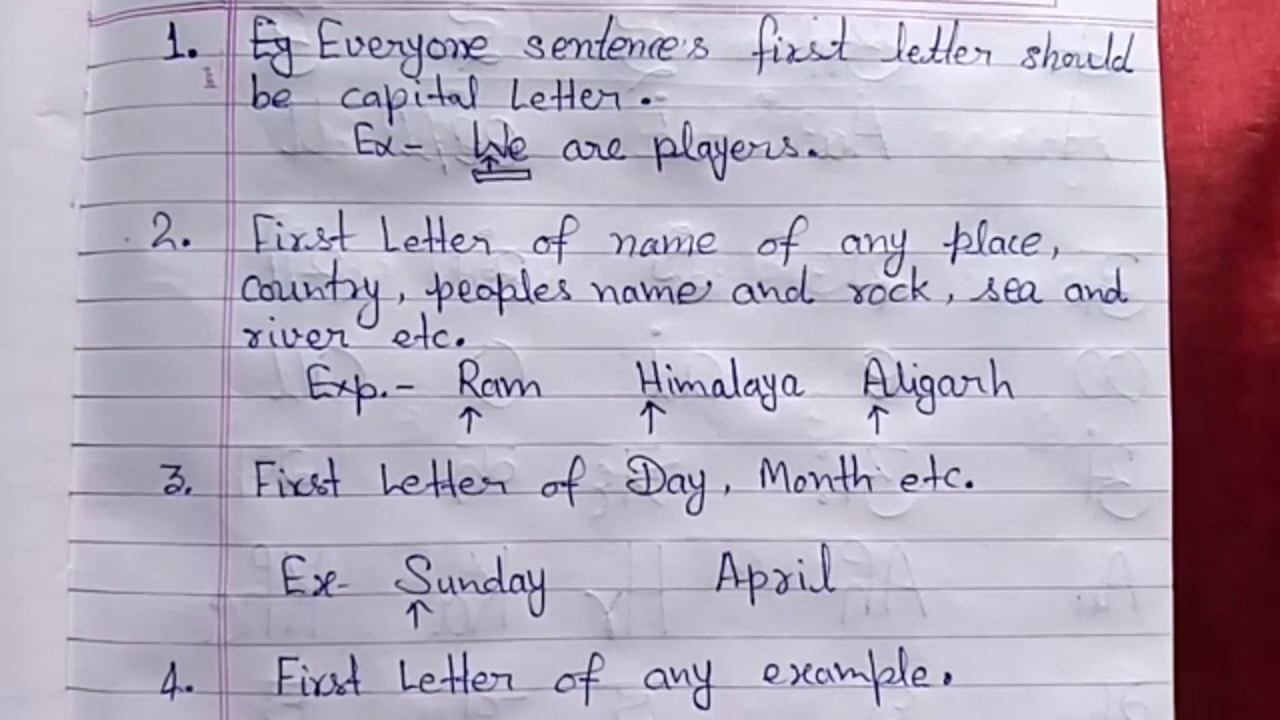 1. Eg Everyone sentence's first letter should
be capital Letter.
Ex- We are players.
2. First Letter of name of any place,
country, peoples name and rock, sea and
river etc.
Exp.- Ram Himalaya Aligarh
3. First Letter of Day, Month etc.
Ex- Sunday April
4. First Letter of any example.